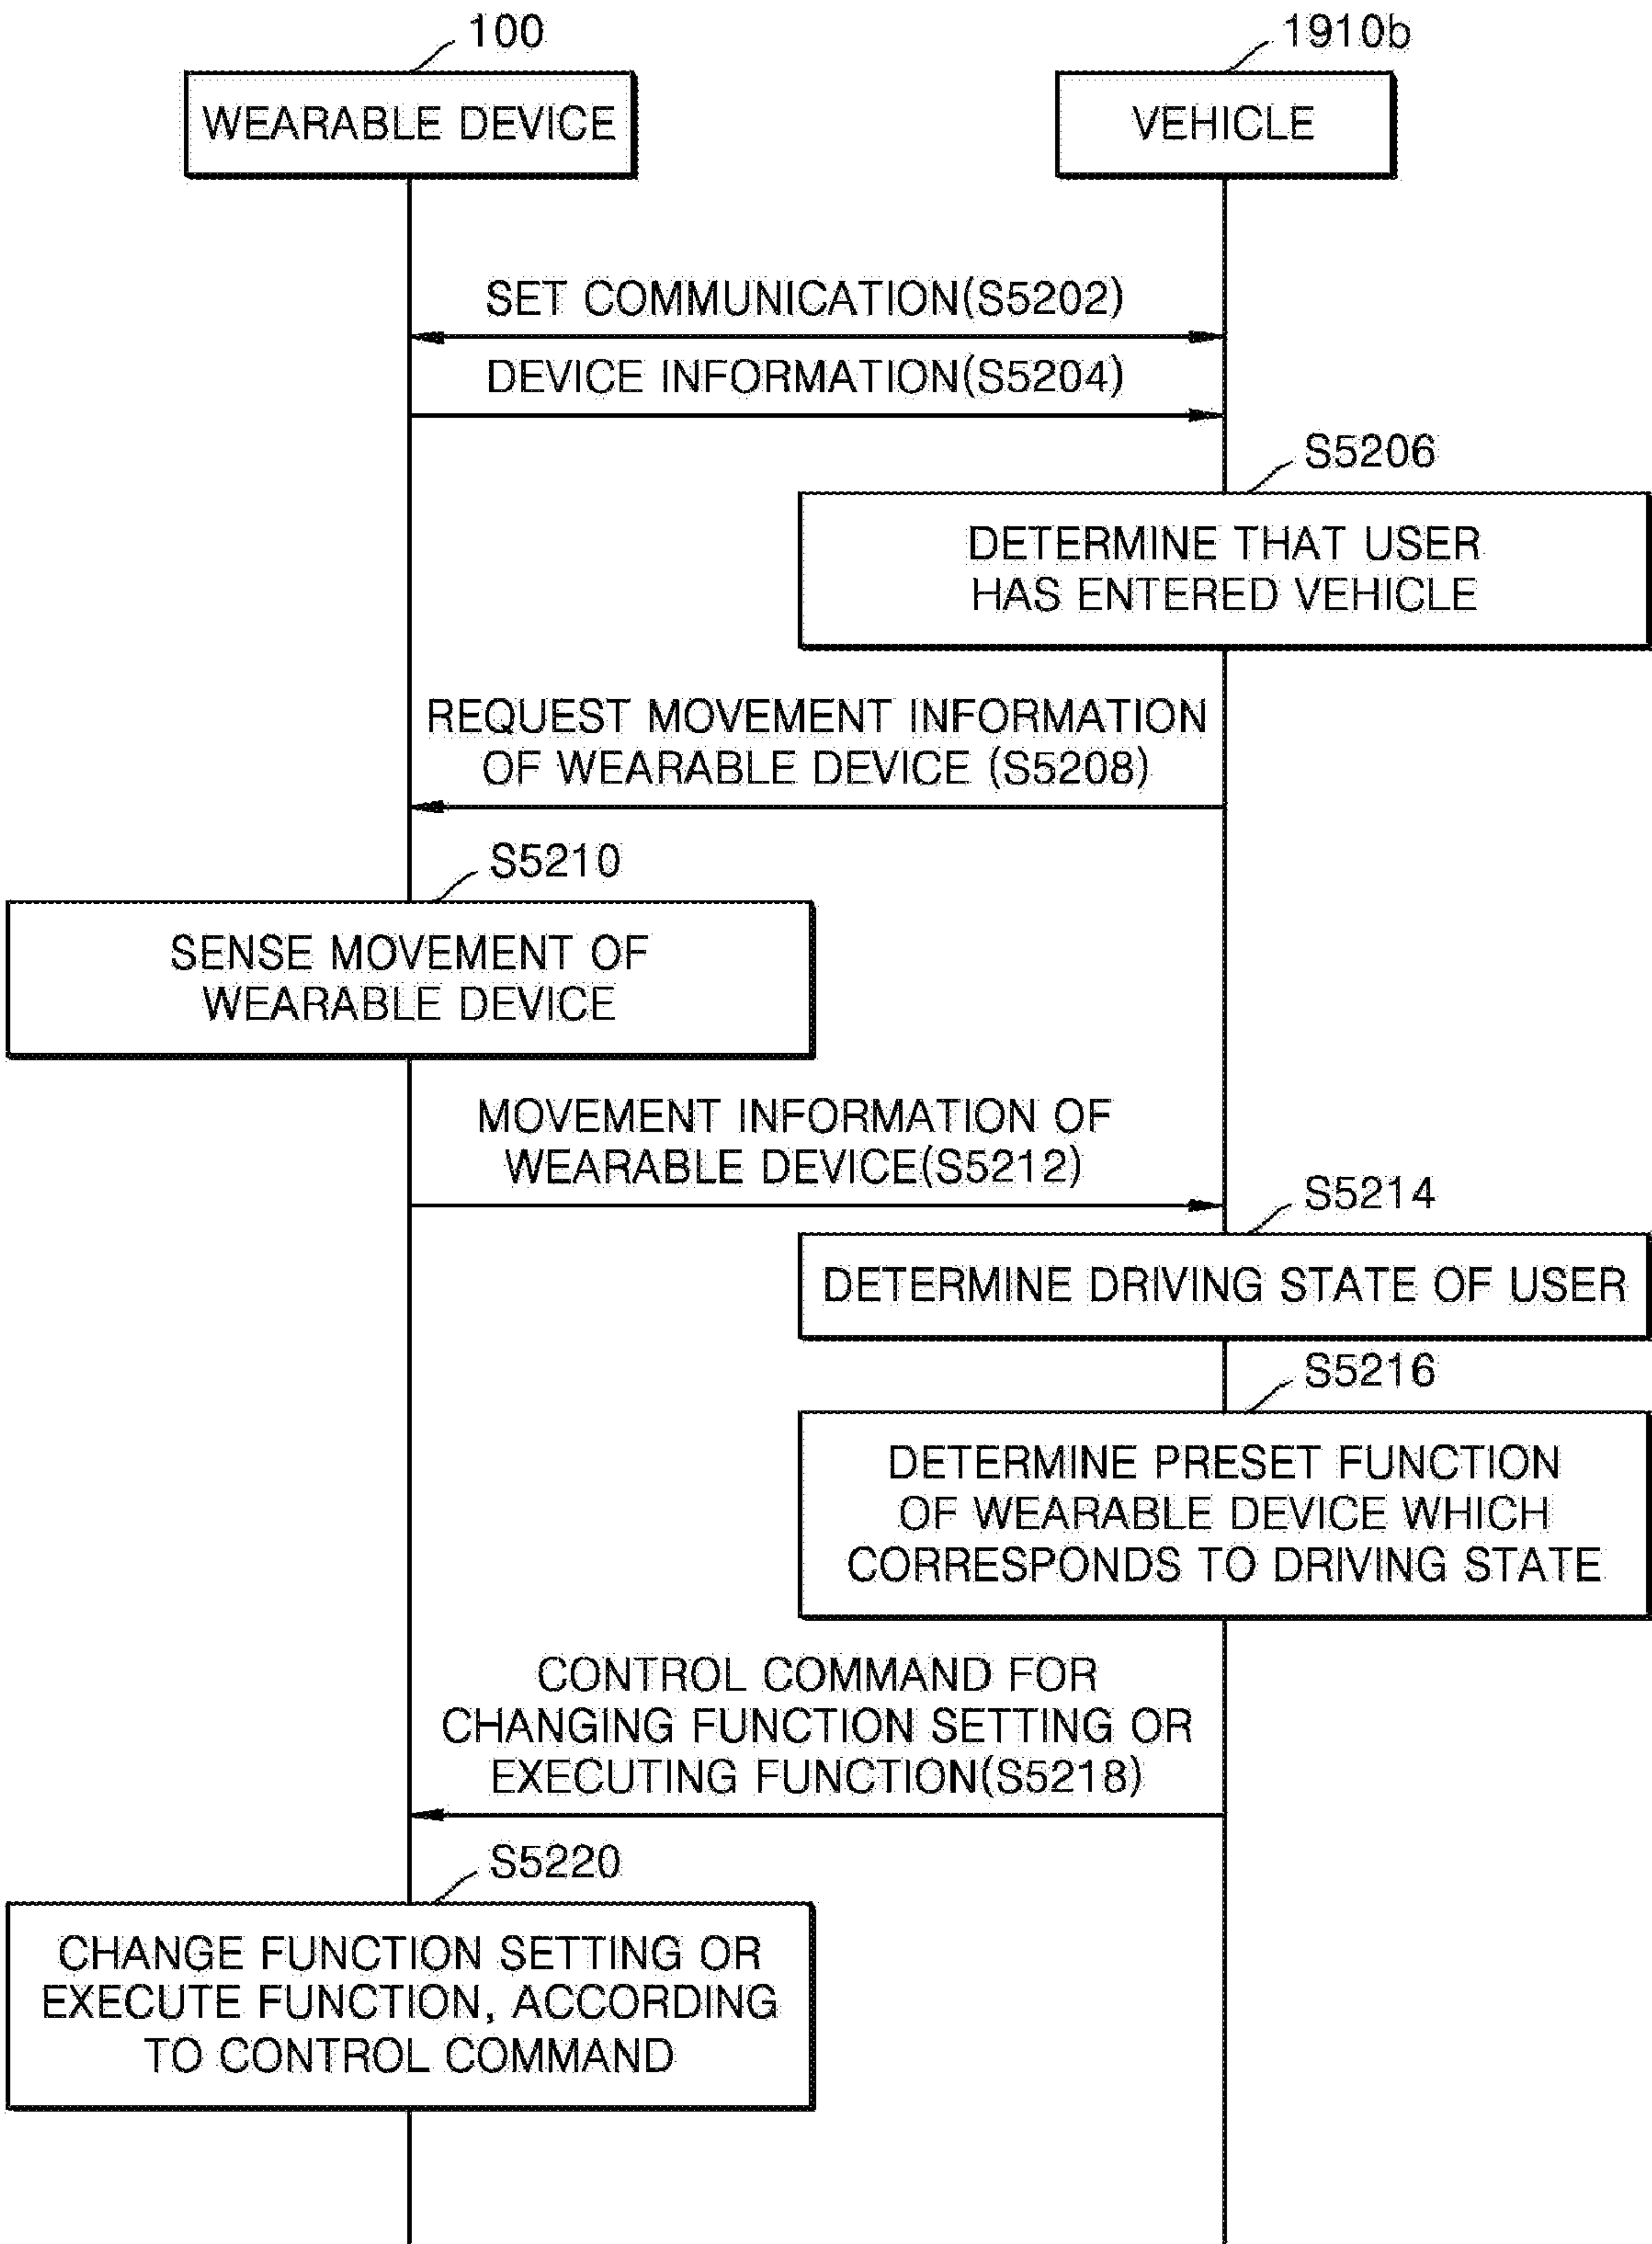 100
1910b
WEARABLE DEVICE
VEHICLE
SET COMMUNICATION(S5202)
DEVICE INFORMATION(S5204)
S5206
DETERMINE THAT USER
HAS ENTERED VEHICLE
REQUEST MOVEMENT INFORMATION
OF WEARABLE DEVICE (S5208)
S5210
SENSE MOVEMENT OF
WEARABLE DEVICE
MOVEMENT INFORMATION OF
WEARABLE DEVICE(S5212)
S5214
DETERMINE DRIVING STATE OF USER
S5216
DETERMINE PRESET FUNCTION
OF WEARABLE DEVICE WHICH
CORRESPONDS TO DRIVING STATE
CONTROL COMMAND FOR
CHANGING FUNCTION SETTING OR
EXECUTING FUNCTION(S5218)
S5220
CHANGE FUNCTION SETTING OR
EXECUTE FUNCTION, ACCORDING
TO CONTROL COMMAND